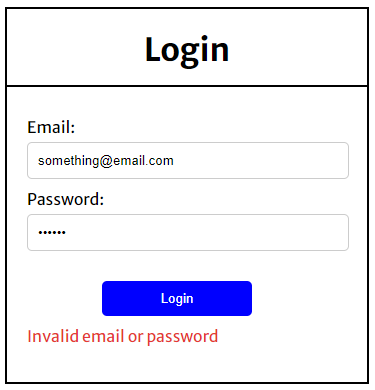 Login
Email:
something@email.com
Password:
••••••
Login
Invalid email or password